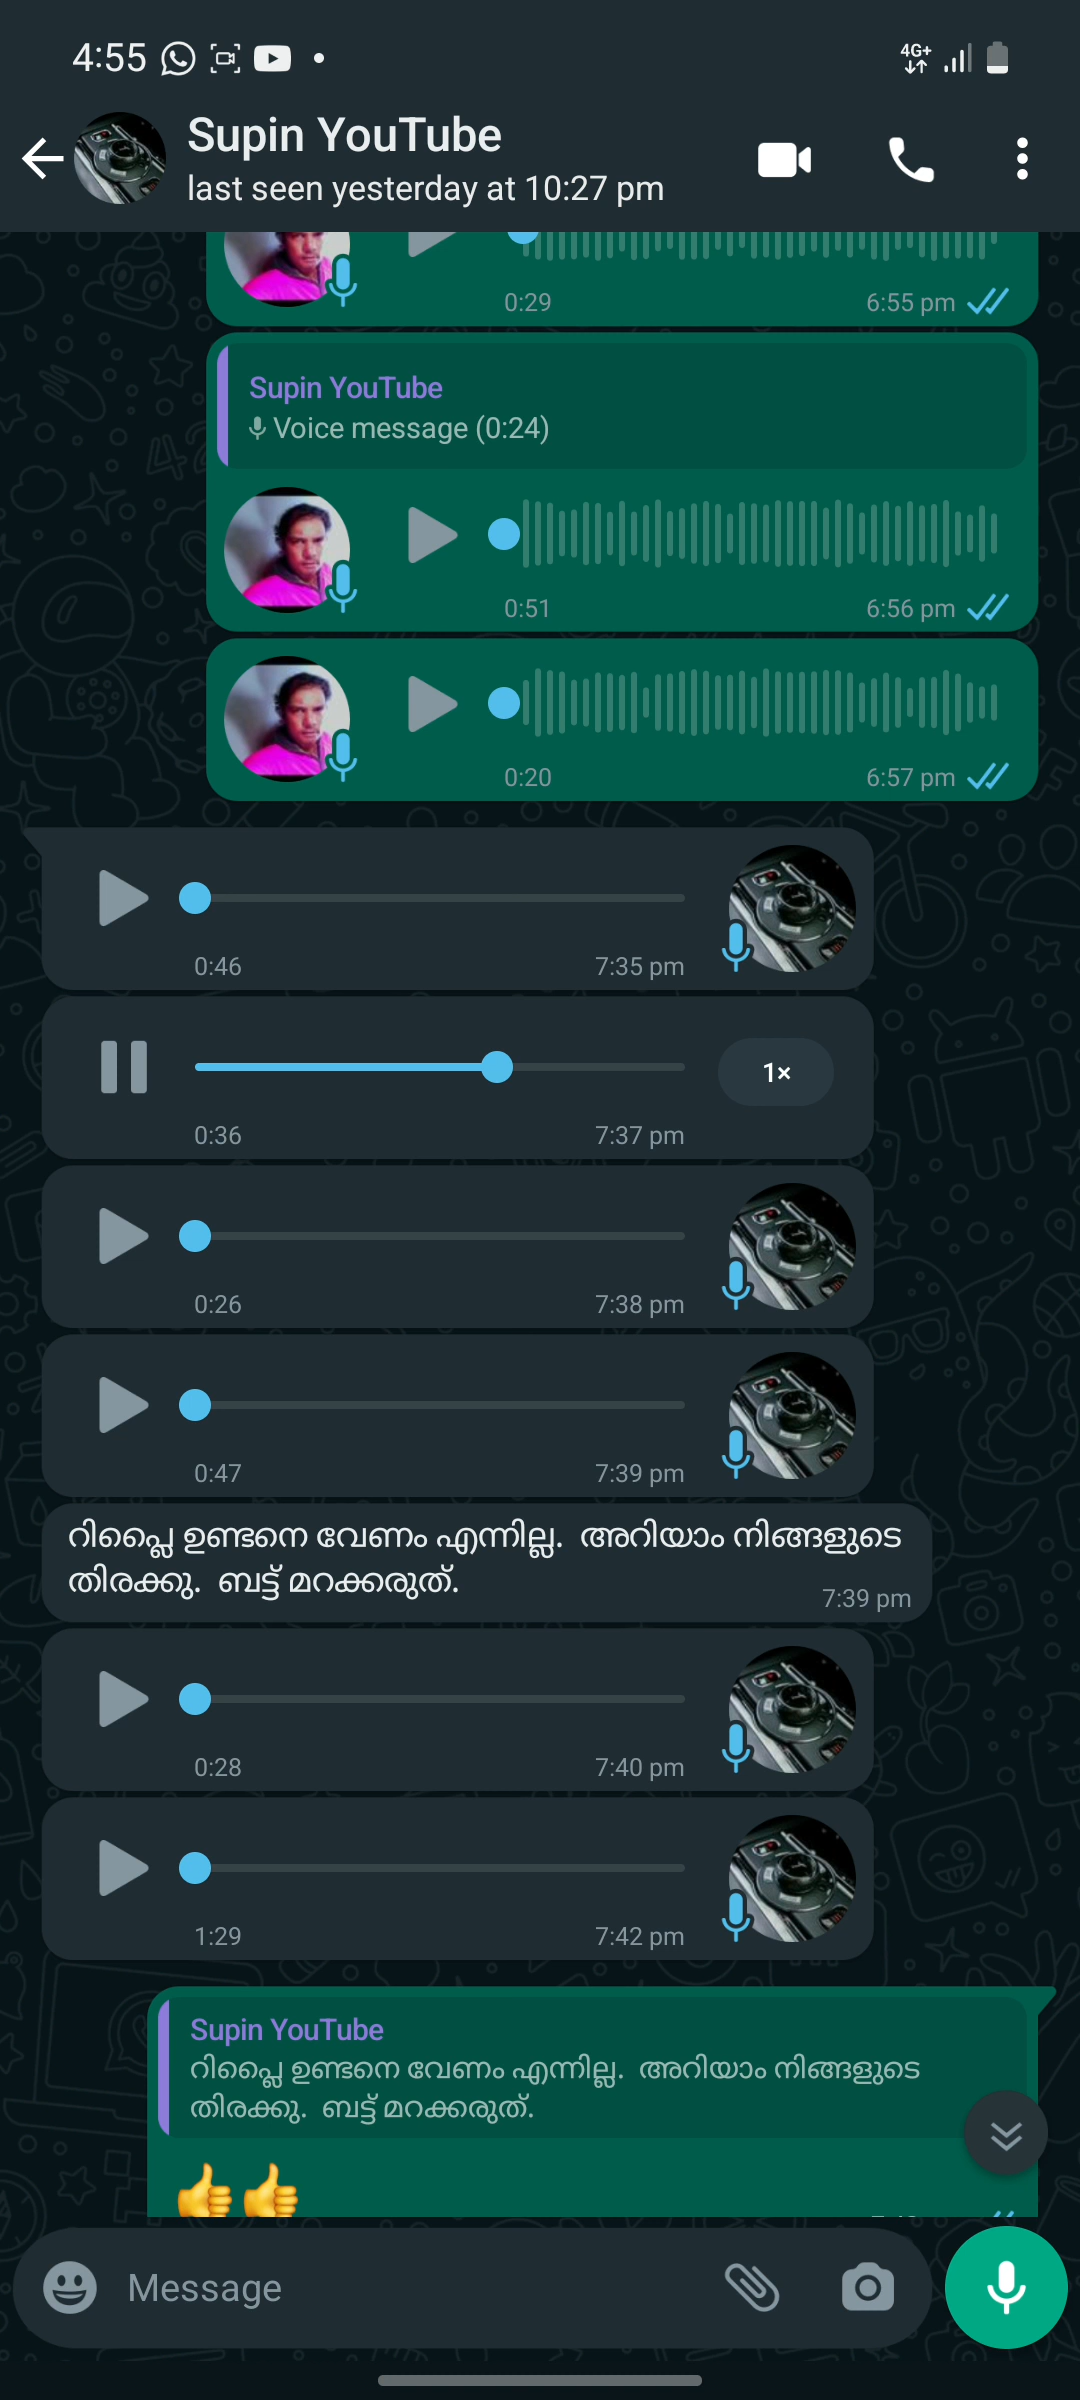 4:55
4G+
Supin YouTube
last seen yesterday at 10:27 pm
0:29 6:55 pm
Supin YouTube
Voice message (0:24)
0:51 6:56 pm
0:20 6:57 pm
0:46 7:35 pm
1×
0:36 7:37 pm
0:26 7:38 pm
0:47 7:39 pm
റിപ്ലൈ ഉണ്ടനെ വേണം എന്നില്ല. അറിയാം നിങ്ങളുടെ
തിരക്കു. ബട്ട് മറക്കരുത്.
7:39 pm
0:28 7:40 pm
1:29 7:42 pm
Supin YouTube
റിപ്ലൈ ഉണ്ടനെ വേണം എന്നില്ല. അറിയാം നിങ്ങളുടെ
തിരക്കു. ബട്ട് മറക്കരുത്.
👍👍
Message